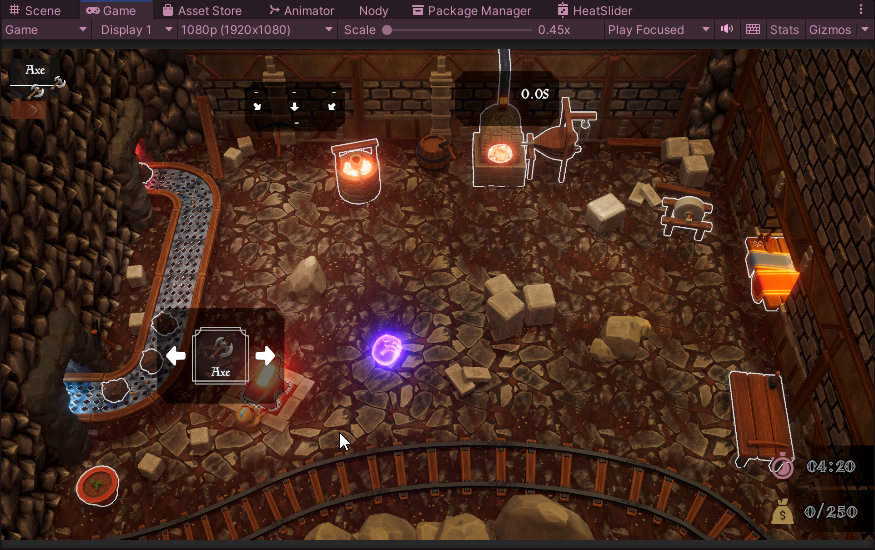 Scene Game Asset Store Animator Nody Package Manager HeatSlider
Game Display 1 1080p (1920x1080) Scale 0.45x Play Focused Stats Gizmos
Axe
0.0S
Axe
04:20
$
0/250